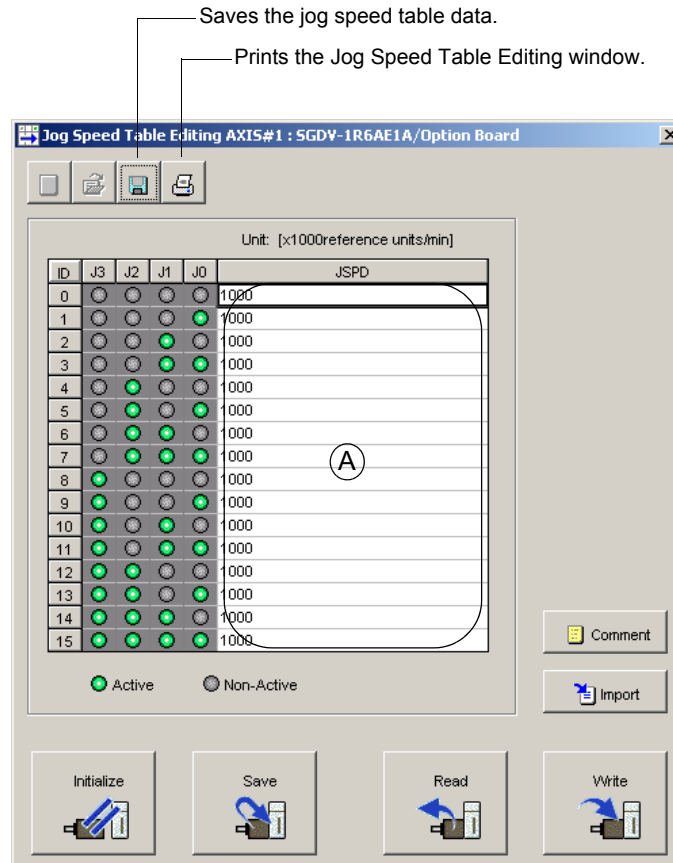 Saves the jog speed table data.
Prints the Jog Speed Table Editing window.
Jog Speed Table Editing AXIS#1 : SGDV-1R6AE1A/Option Board
Unit: [x1000reference units/min]
ID J3 J2 J1 J0 JSPD
0 1000
1 1000
2 1000
3 1000
4 1000
5 1000
6 1000
7 1000
A
8 1000
9 1000
10 1000
11 1000
12 1000
13 1000
14 1000
15 1000
Comment
Active Non-Active
Import
Initialize Save Read Write